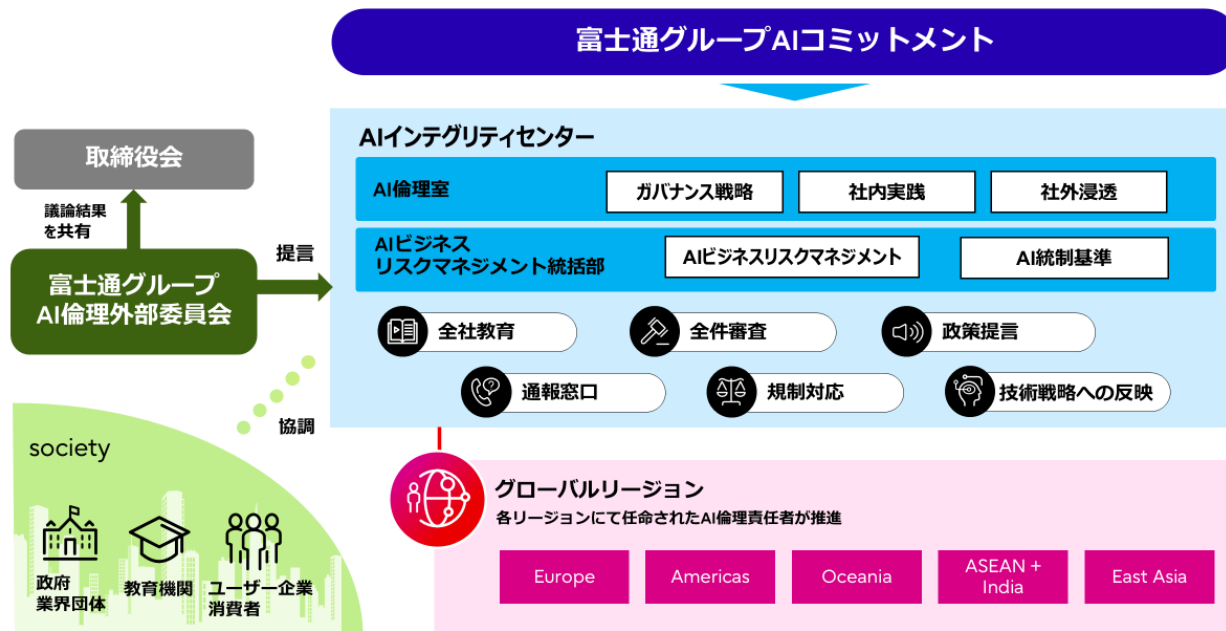 富士通グループAIコミットメント
取締役会
議論結果
を共有
富士通グループ
AI倫理外部委員会
提言
AIインテグリティセンター
AI倫理室
ガバナンス戦略
社内実践
社外浸透
AIビジネス
リスクマネジメント統括部
AIビジネスリスクマネジメント
AI統制基準
全社教育
全件審査
政策提言
通報窓口
規制対応
技術戦略への反映
協調
society
政府
業界団体
教育機関
ユーザー企業
消費者
グローバルリージョン
各リージョンにて任命されたAI倫理責任者が推進
Europe
Americas
Oceania
ASEAN +
India
East Asia